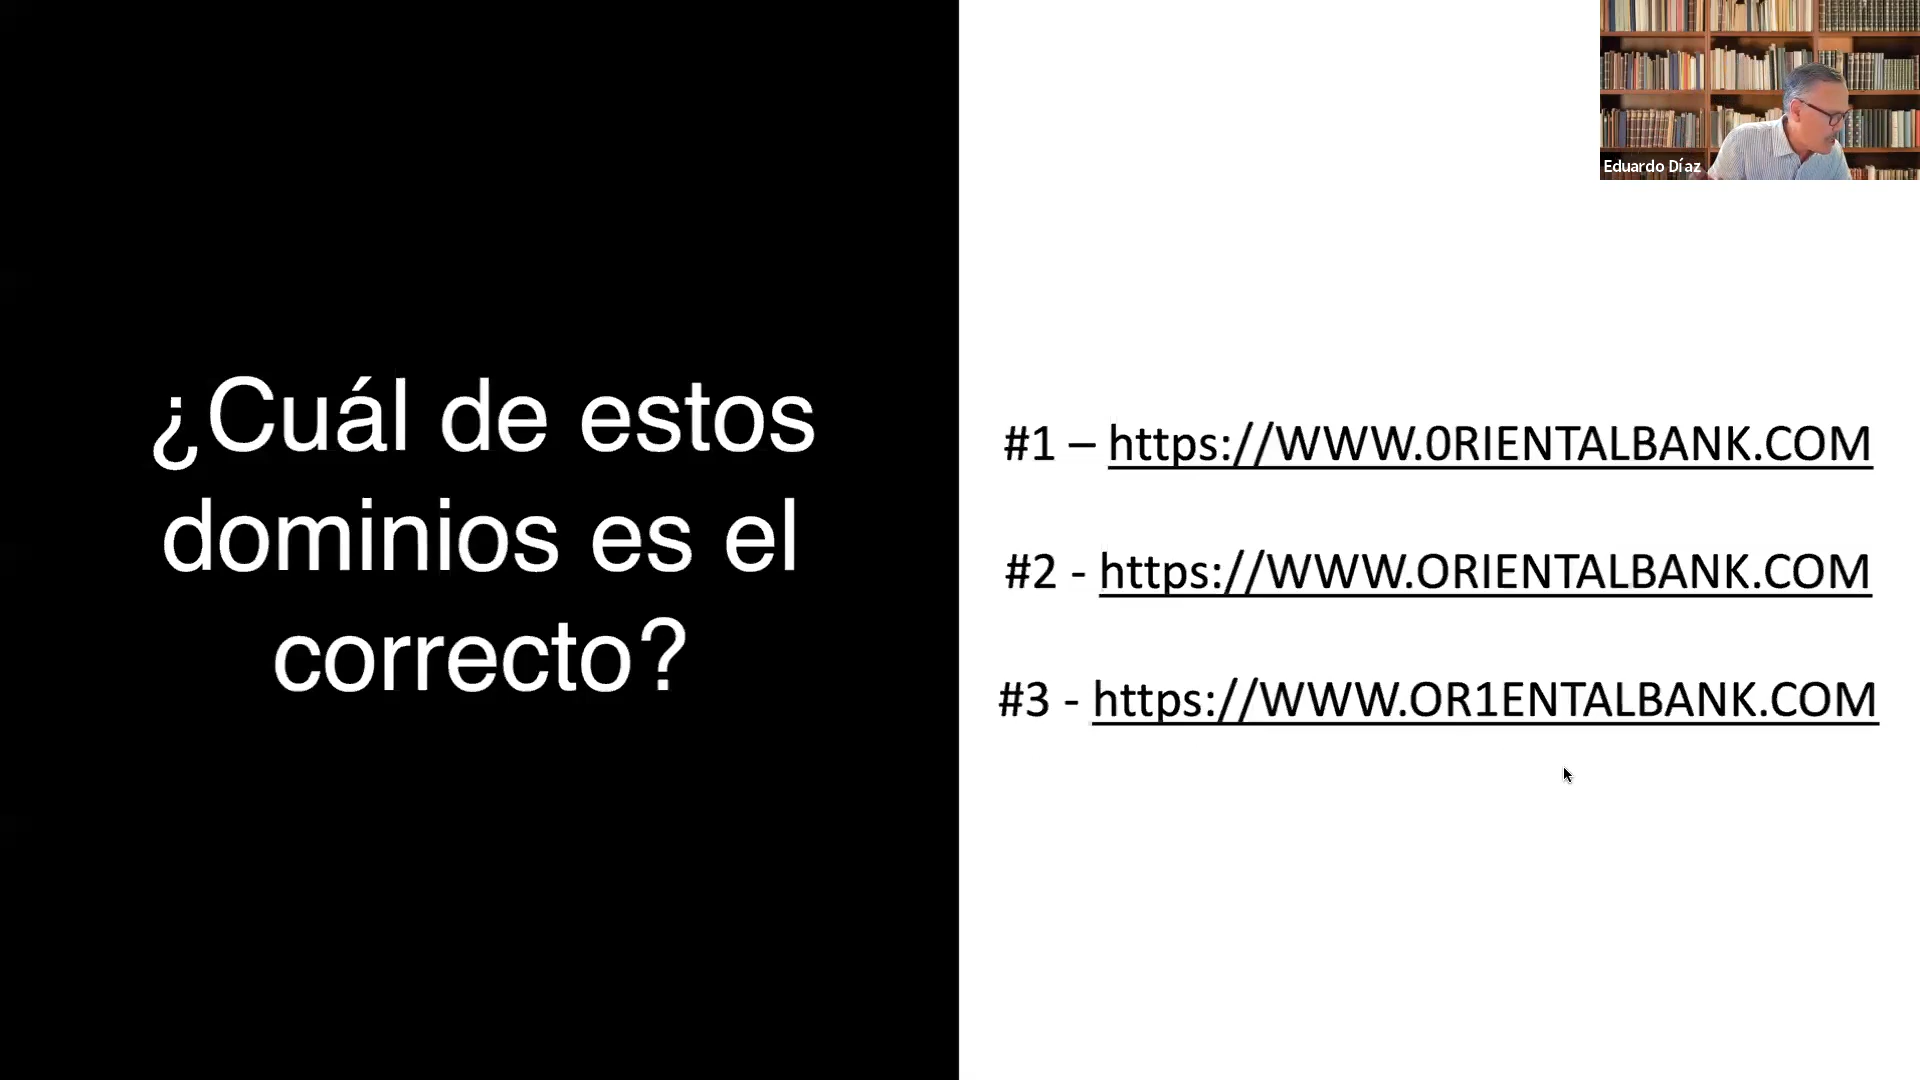 ¿Cuál de estos
dominios es el
correcto?
#1 – https://WWW.0RIENTALBANK.COM
#2 - https://WWW.ORIENTALBANK.COM
#3 - https://WWW.OR1ENTALBANK.COM
Eduardo Díaz